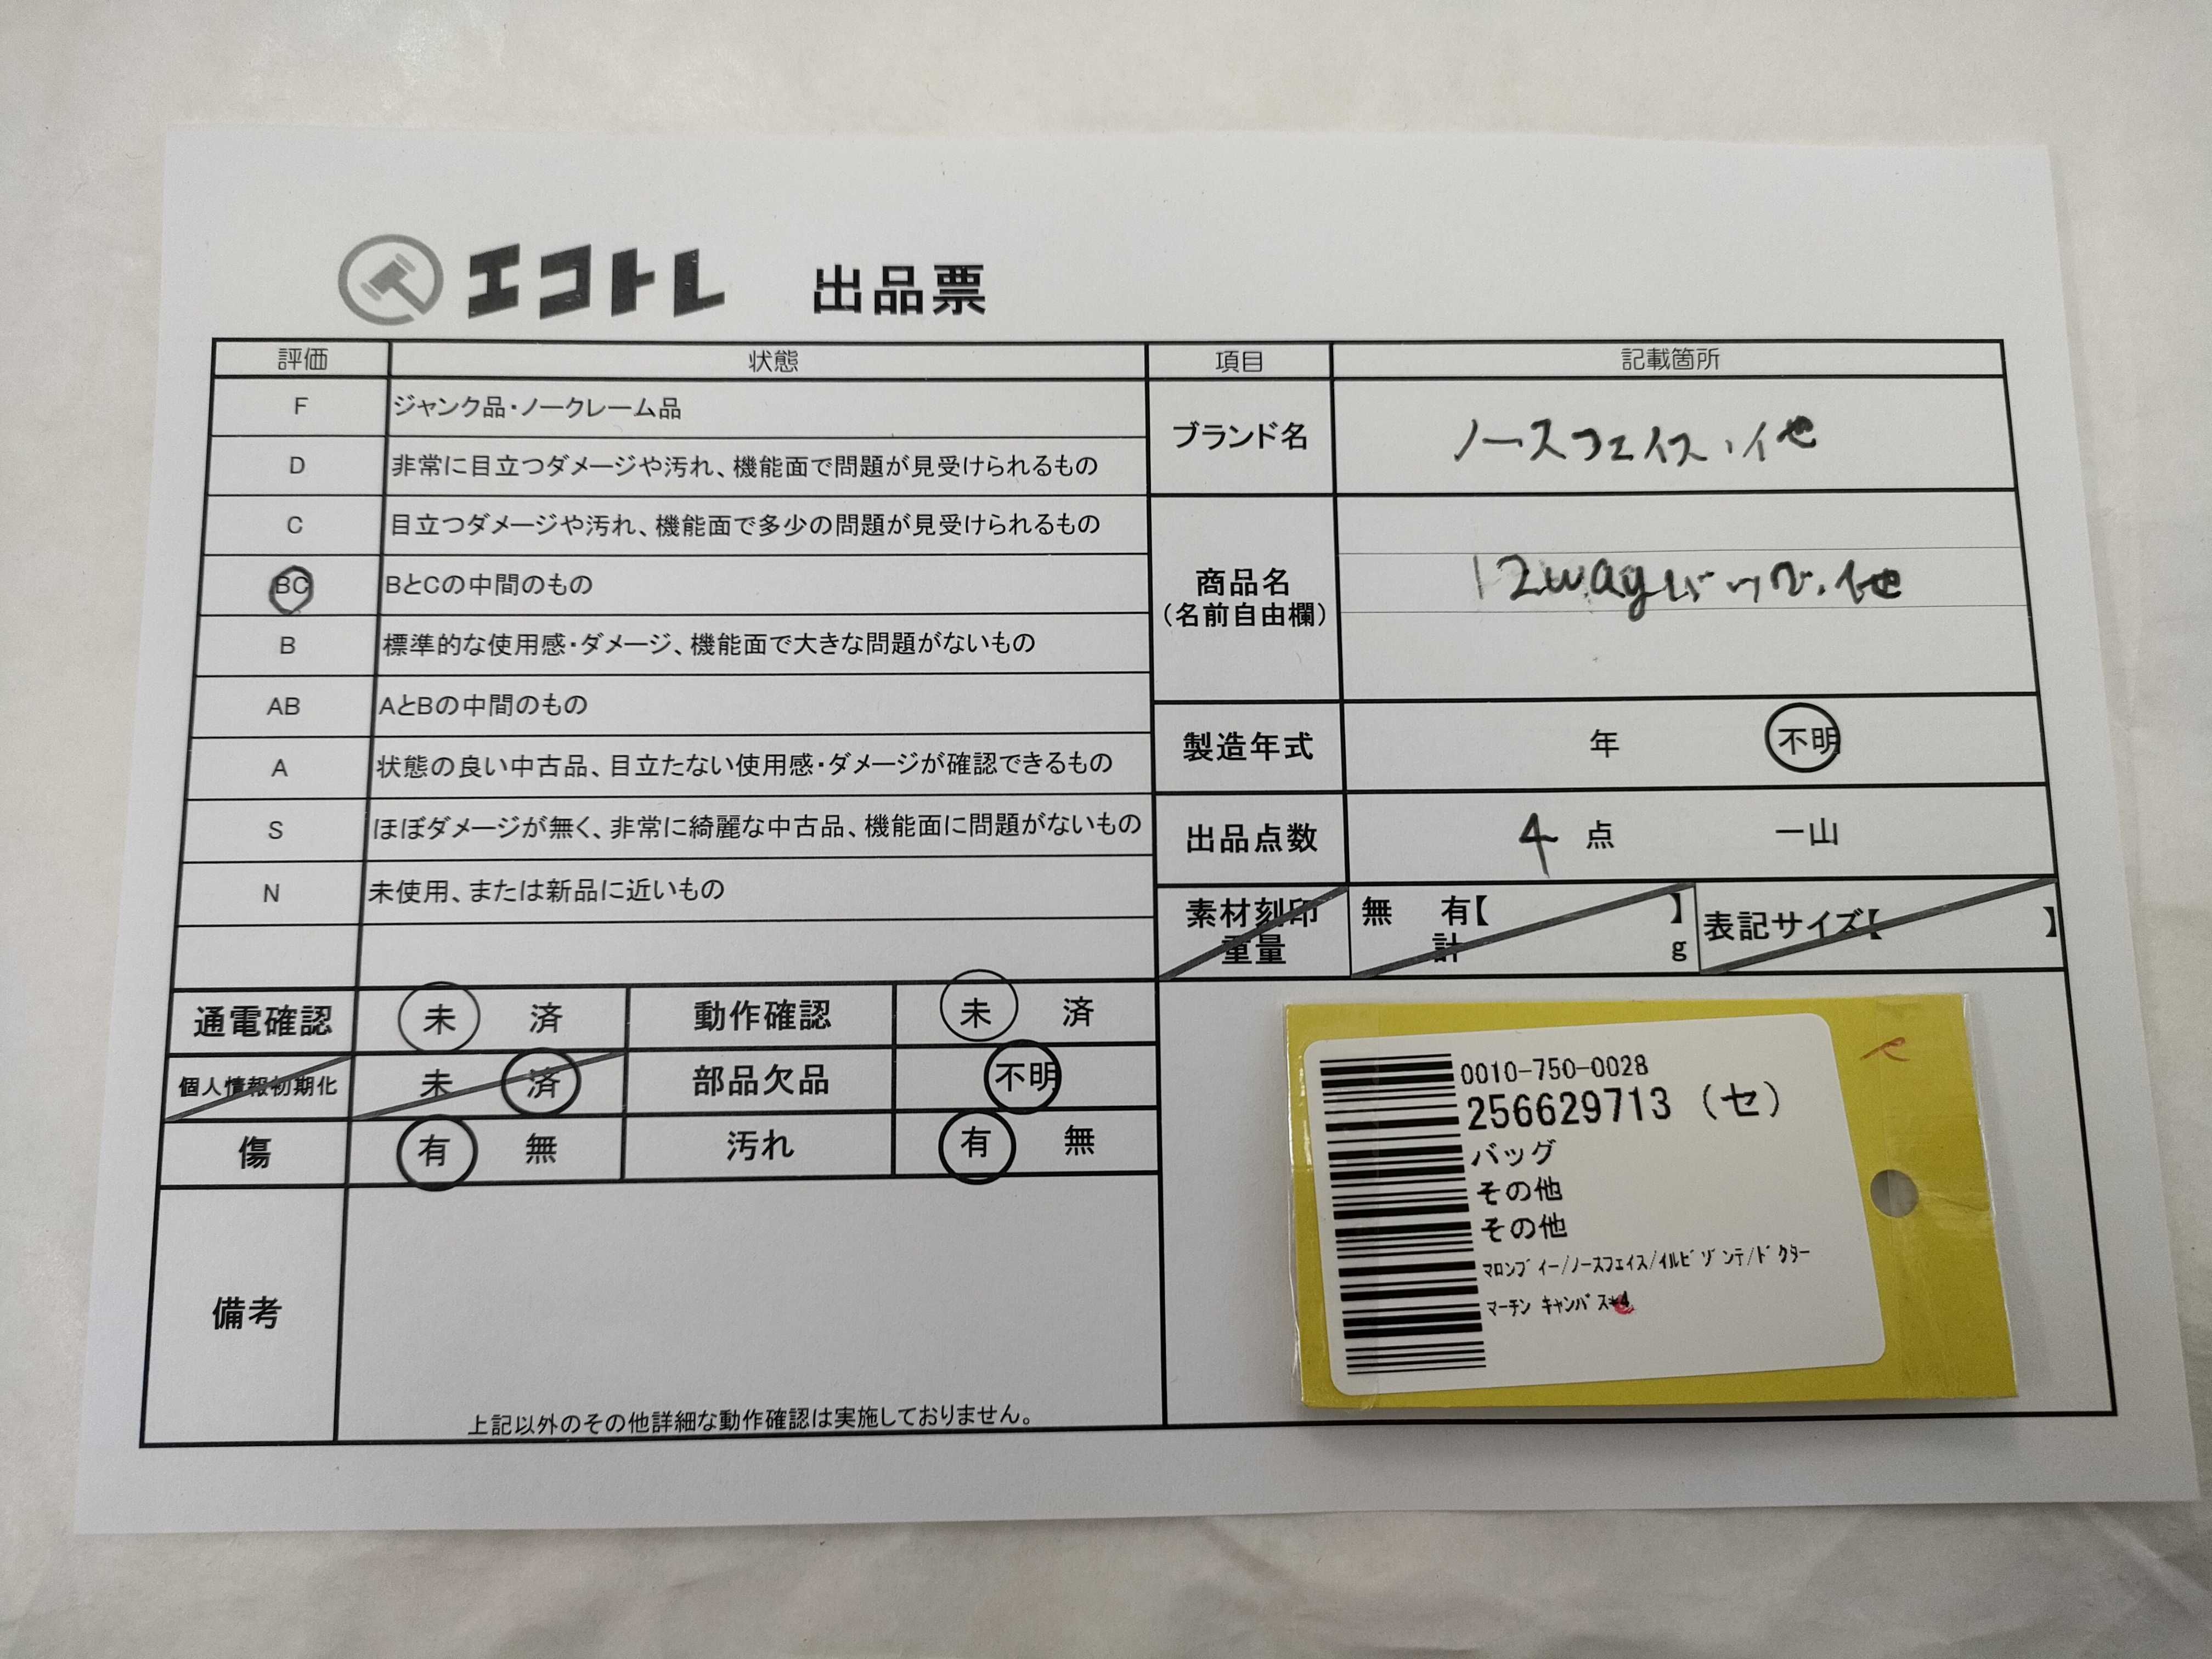 エコトレ 出品票
評価 状態 項目 記載箇所
F ジャンク品・ノークレーム品
D 非常に目立つダメージや汚れ、機能面で問題が見受けられるもの
C 目立つダメージや汚れ、機能面で多少の問題が見受けられるもの
BC BとCの中間のもの
B 標準的な使用感・ダメージ、機能面で大きな問題がないもの
AB AとBの中間のもの
A 状態の良い中古品、目立たない使用感・ダメージが確認できるもの
S ほぼダメージが無く、非常に綺麗な中古品、機能面に問題がないもの
N 未使用、または新品に近いもの
ブランド名 ノースフェイス・他
商品名
(名前自由欄)
2wayバッグ・他
製造年式 年 不明
出品点数 4点 一山
素材刻印 無 有【 】 表記サイズ【 】
重量 計 g
通電確認 未 済 動作確認 未 済
個人情報初期化 未 済 部品欠品 不明
傷 有 無 汚れ 有 無
備考
上記以外のその他詳細な動作確認は実施しておりません。
0010-750-0028
256629713 (セ)
バッグ
その他
その他
マロンブイー/ノースフェイス/イルビゾンテ/ドクター
マーチン キャンバス*4